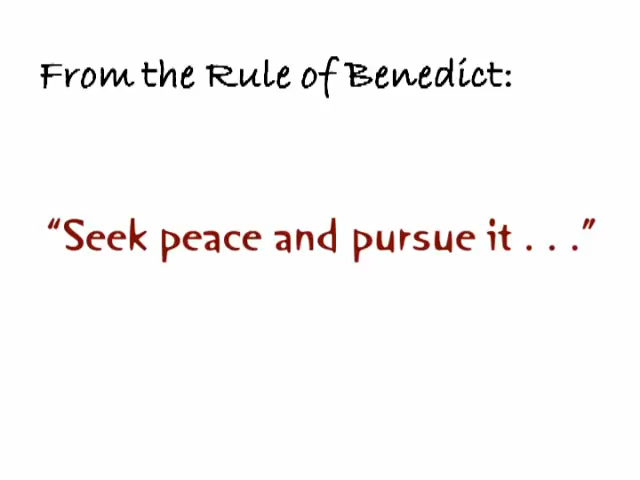 From the Rule of Benedict:
“Seek peace and pursue it . . .”